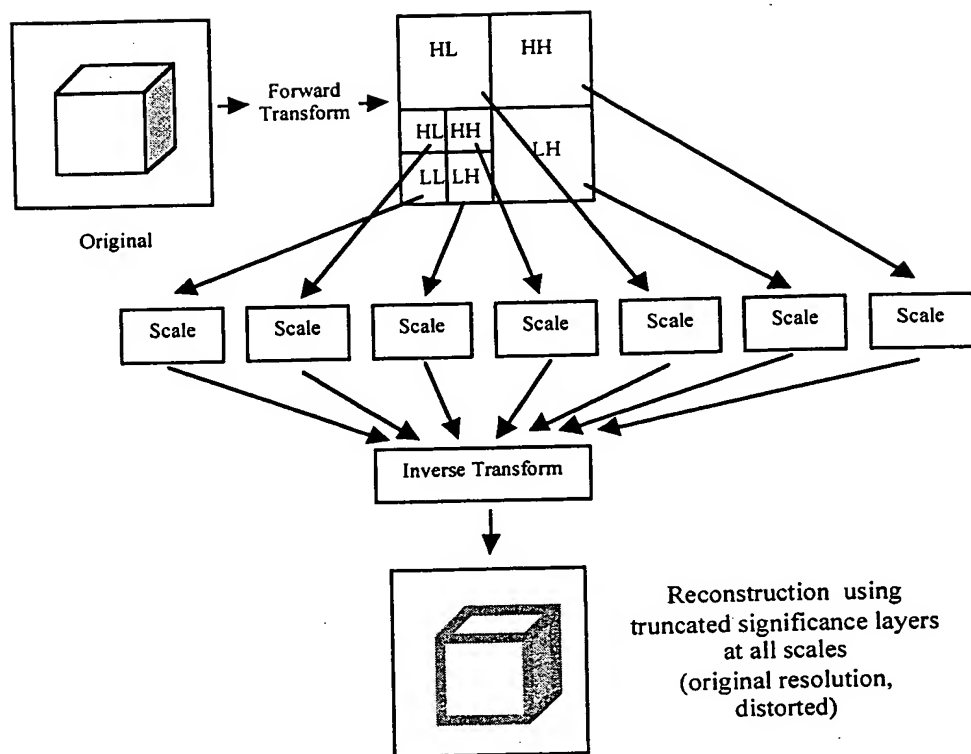 HL HH
Forward
Transform
HL HH
LH
LL LH
Original
Scale Scale Scale Scale Scale Scale Scale
Inverse Transform
Reconstruction using
truncated significance layers
at all scales
(original resolution,
distorted)